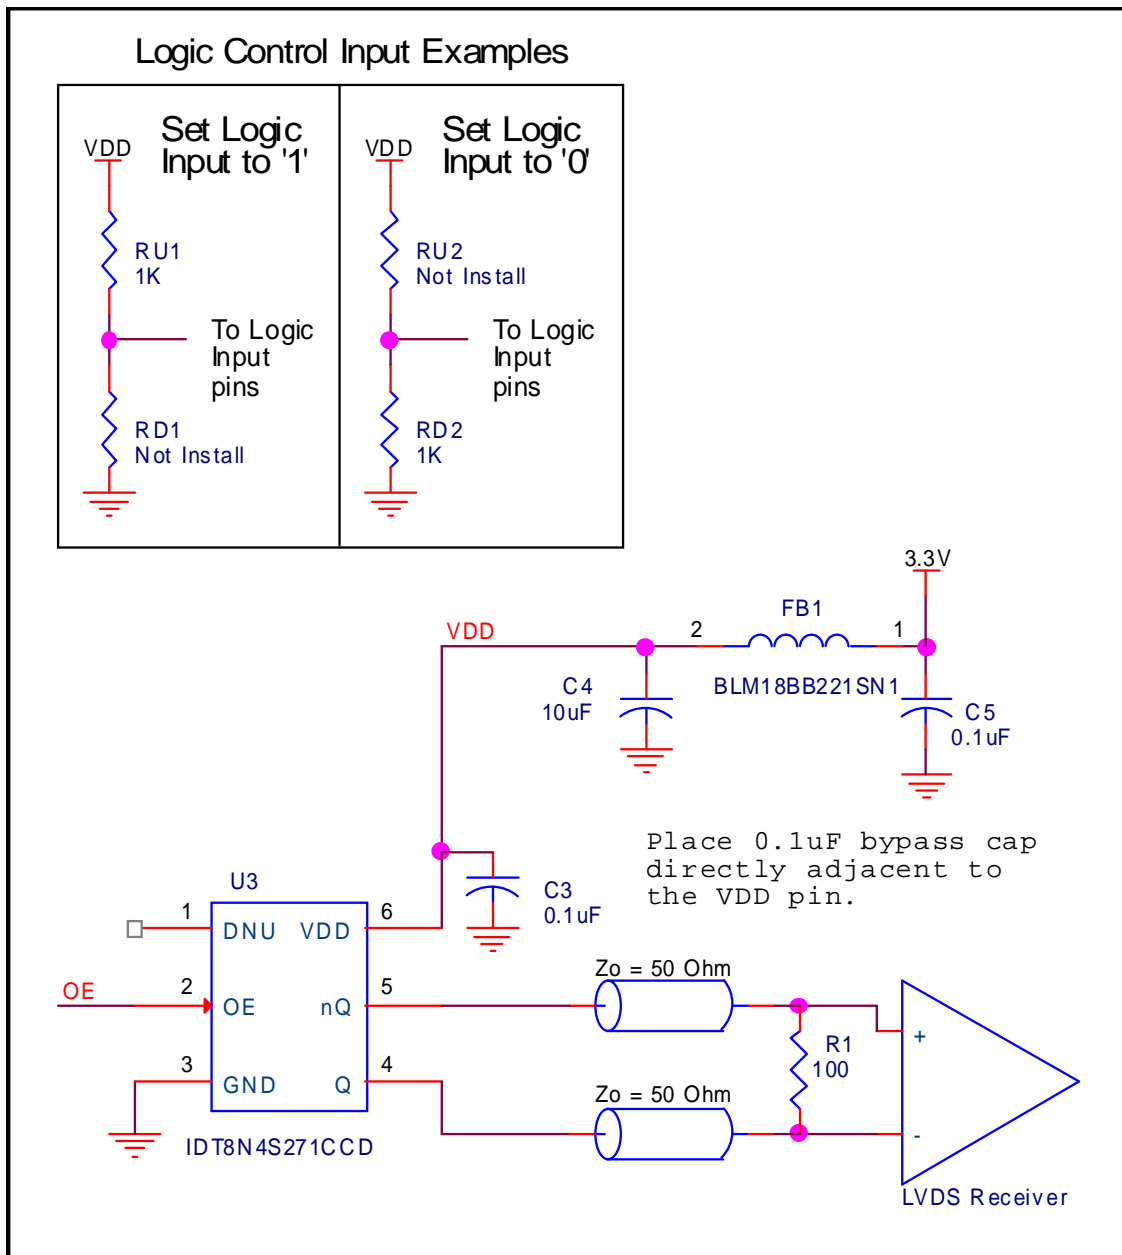 Logic Control Input Examples
Set Logic
Input to '1'
VDD
RU1
1K
To Logic
Input
pins
RD1
Not Install
Set Logic
Input to '0'
VDD
RU2
Not Install
To Logic
Input
pins
RD2
1K
3.3V
FB1
VDD
2
1
BLM18BB221SN1
C4
10uF
C5
0.1uF
Place 0.1uF bypass cap
directly adjacent to
the VDD pin.
U3
C3
0.1uF
1
DNU
VDD
6
OE
2
OE
nQ
5
3
GND
Q
4
IDT8N4S271CCD
Zo = 50 Ohm
R1
100
Zo = 50 Ohm
+
-
LVDS Receiver